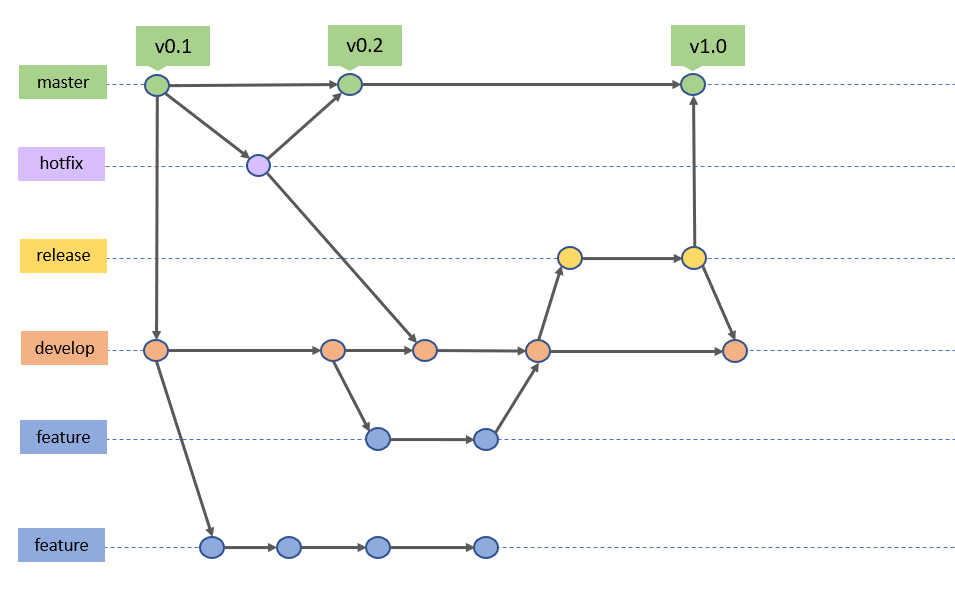 v0.1
v0.2
v1.0
master
hotfix
release
develop
feature
feature